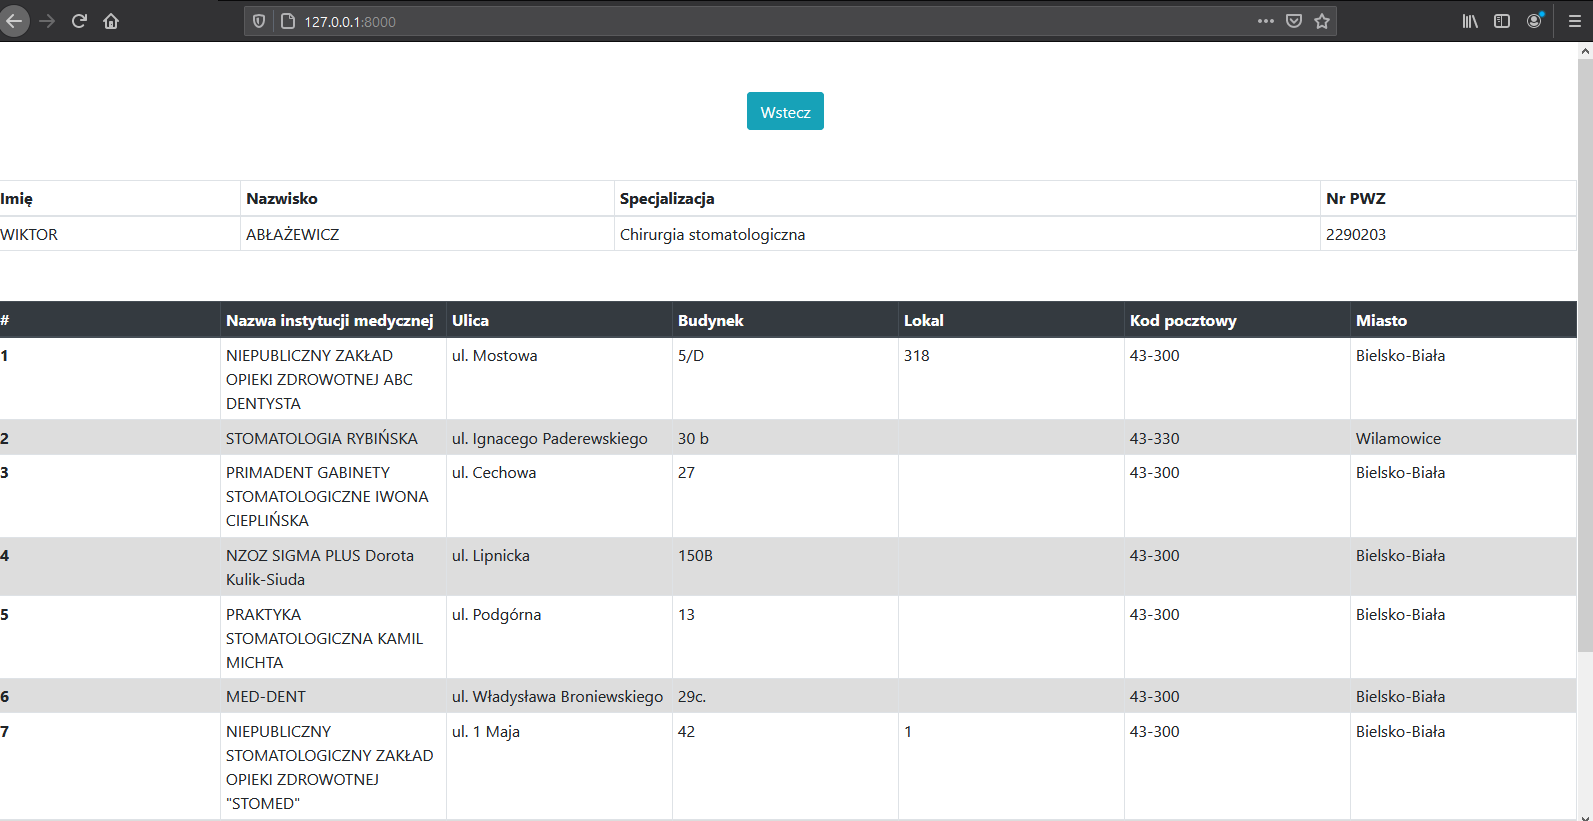 127.0.0.1:8000
Wstecz
Imię Nazwisko Specjalizacja Nr PWZ
WIKTOR ABŁAŻEWICZ Chirurgia stomatologiczna 2290203
# Nazwa instytucji medycznej Ulica Budynek Lokal Kod pocztowy Miasto
1 NIEPUBLICZNY ZAKŁAD ul. Mostowa 5/D 318 43-300 Bielsko-Biała
OPIEKI ZDROWOTNEJ ABC
DENTYSTA
2 STOMATOLOGIA RYBIŃSKA ul. Ignacego Paderewskiego 30 b 43-330 Wilamowice
3 PRIMADENT GABINETY ul. Cechowa 27 43-300 Bielsko-Biała
STOMATOLOGICZNE IWONA
CIEPLIŃSKA
4 NZOZ SIGMA PLUS Dorota ul. Lipnicka 150B 43-300 Bielsko-Biała
Kulik-Siuda
5 PRAKTYKA ul. Podgórna 13 43-300 Bielsko-Biała
STOMATOLOGICZNA KAMIL
MICHTA
6 MED-DENT ul. Władysława Broniewskiego 29c. 43-300 Bielsko-Biała
7 NIEPUBLICZNY ul. 1 Maja 42 1 43-300 Bielsko-Biała
STOMATOLOGICZNY ZAKŁAD
OPIEKI ZDROWOTNEJ
"STOMED"